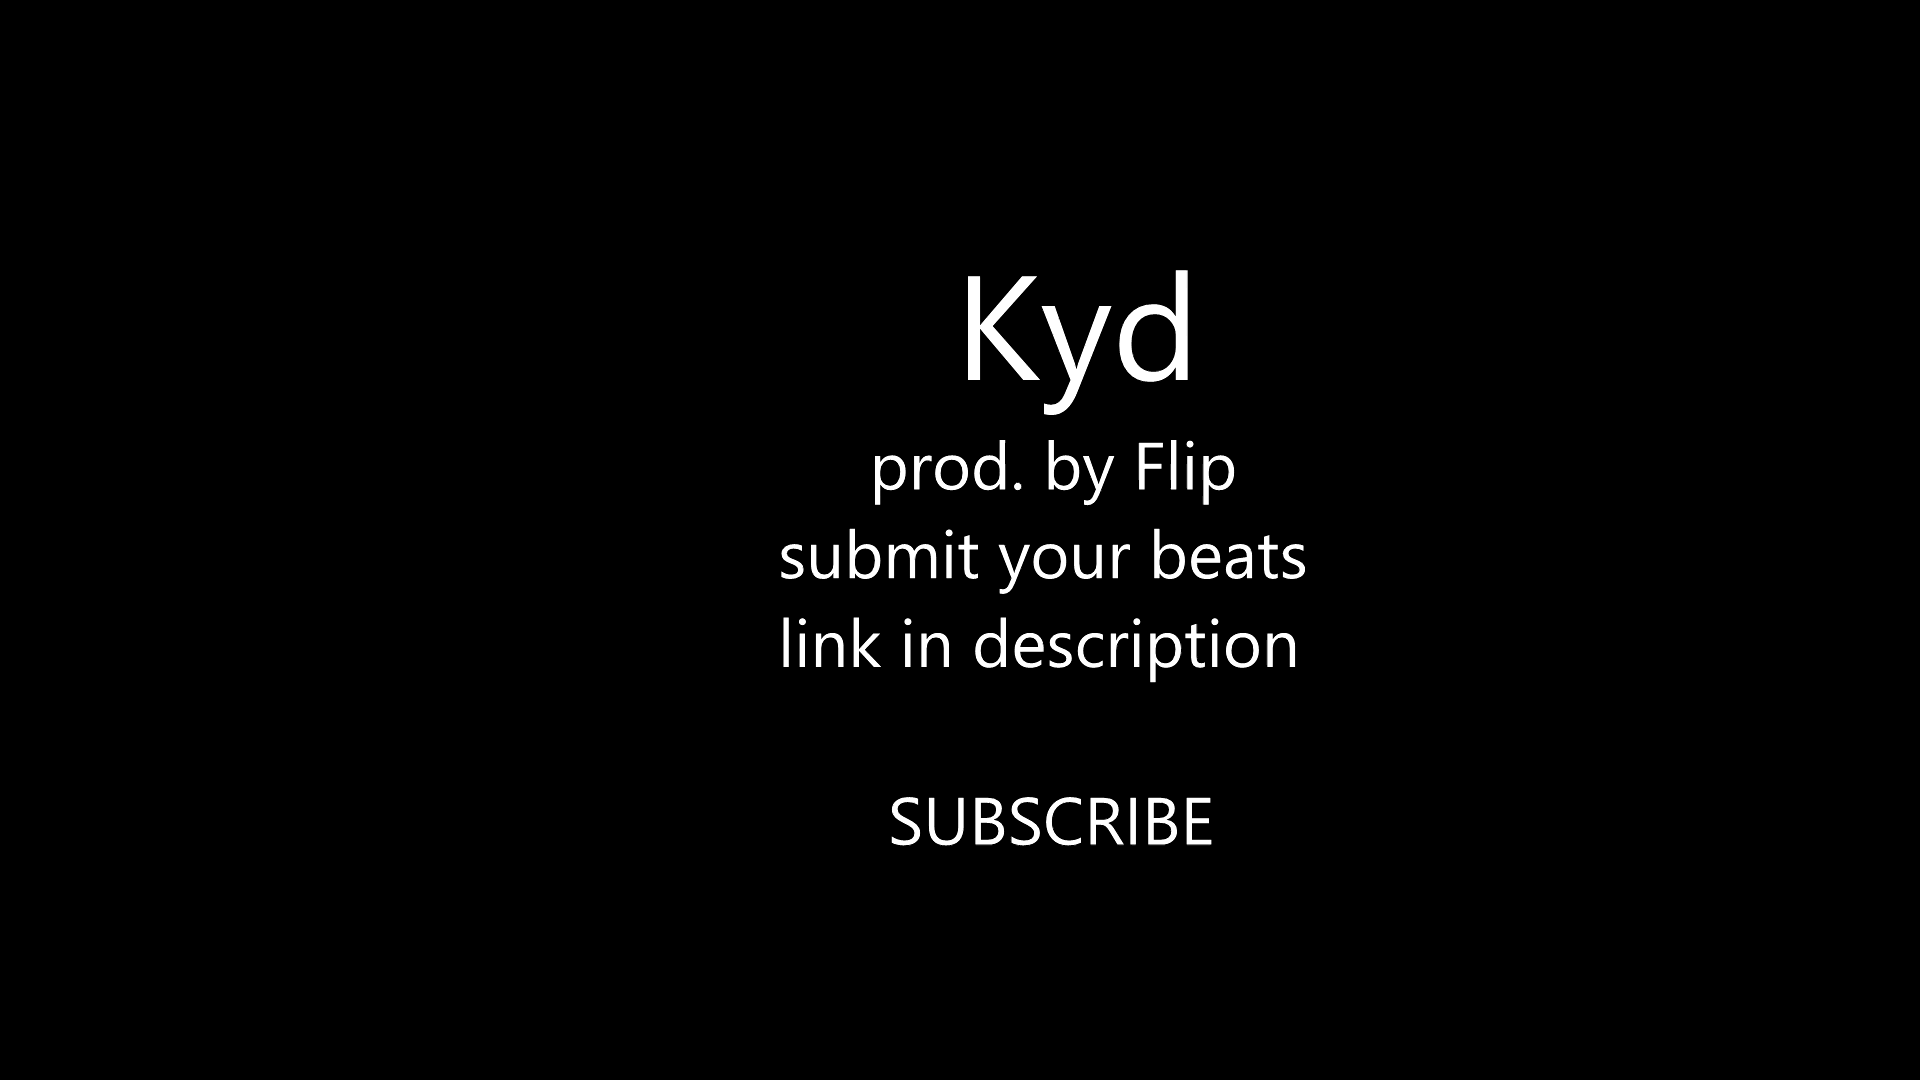 Kyd
prod. by Flip
submit your beats
link in description
SUBSCRIBE